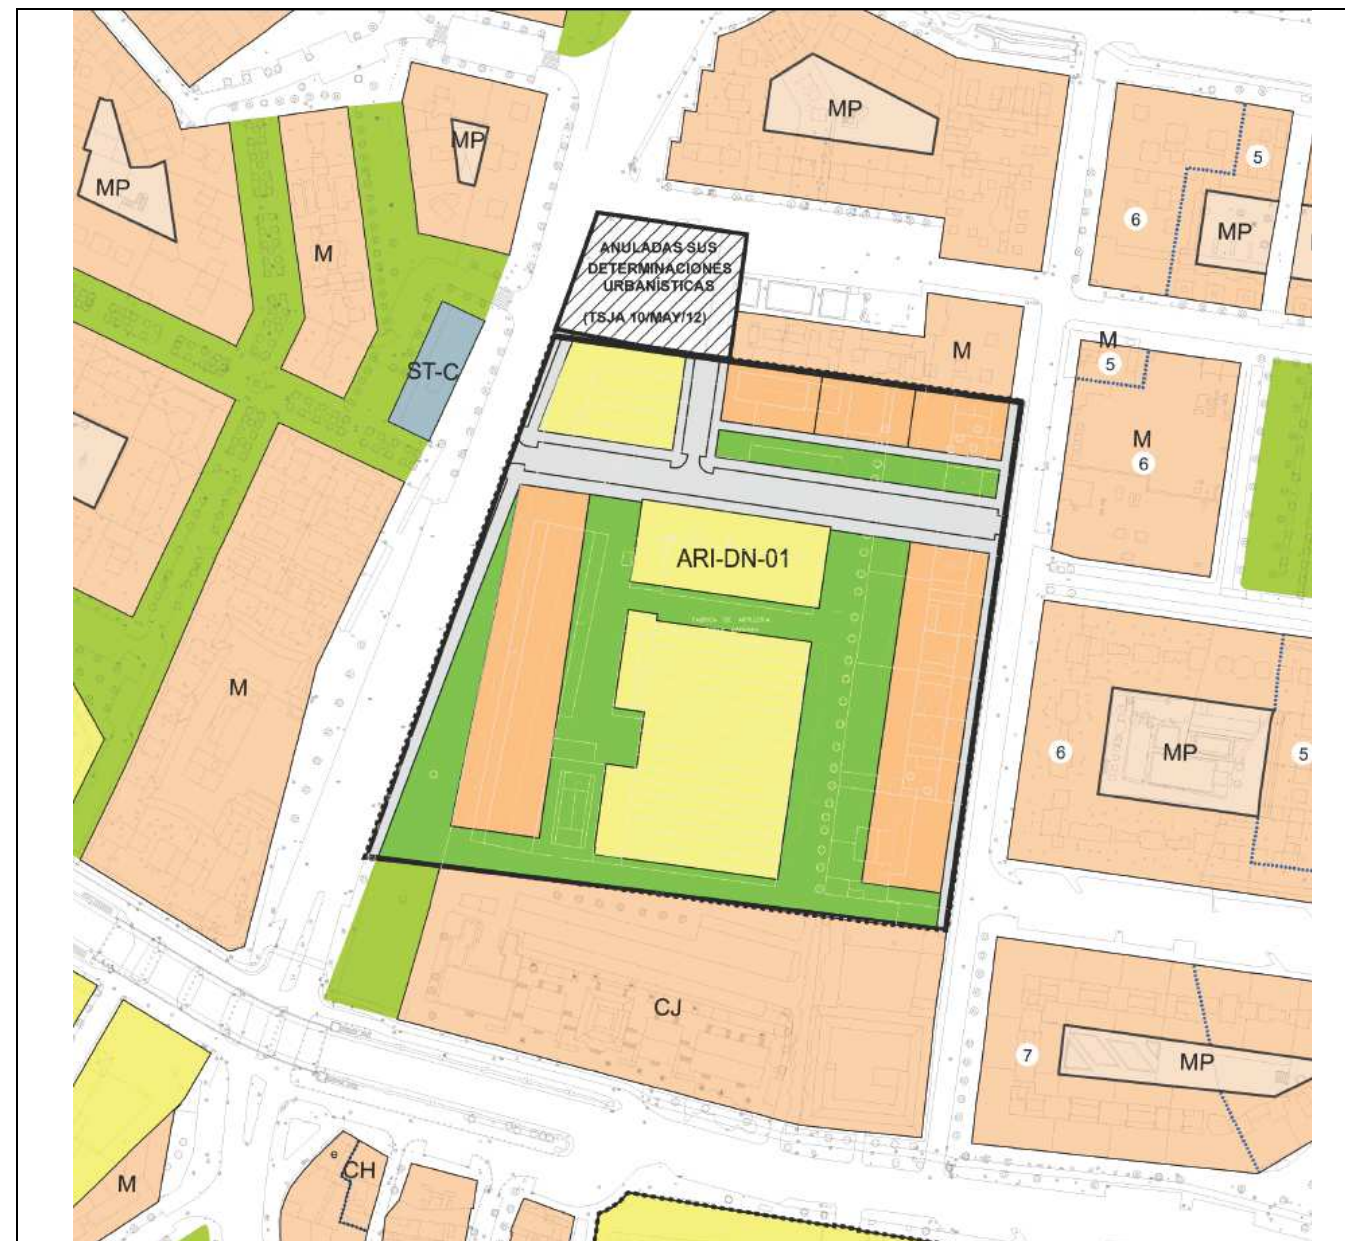 MP
MP
5
MP
MP
6
M
ANULADAS SUS
DETERMINACIONES
URBANÍSTICAS
(TSJA 10/MAY/12)
M
M
5
ST-C
M
6
ARI-DN-01
M
6
MP
5
CJ
7
MP
CH
M